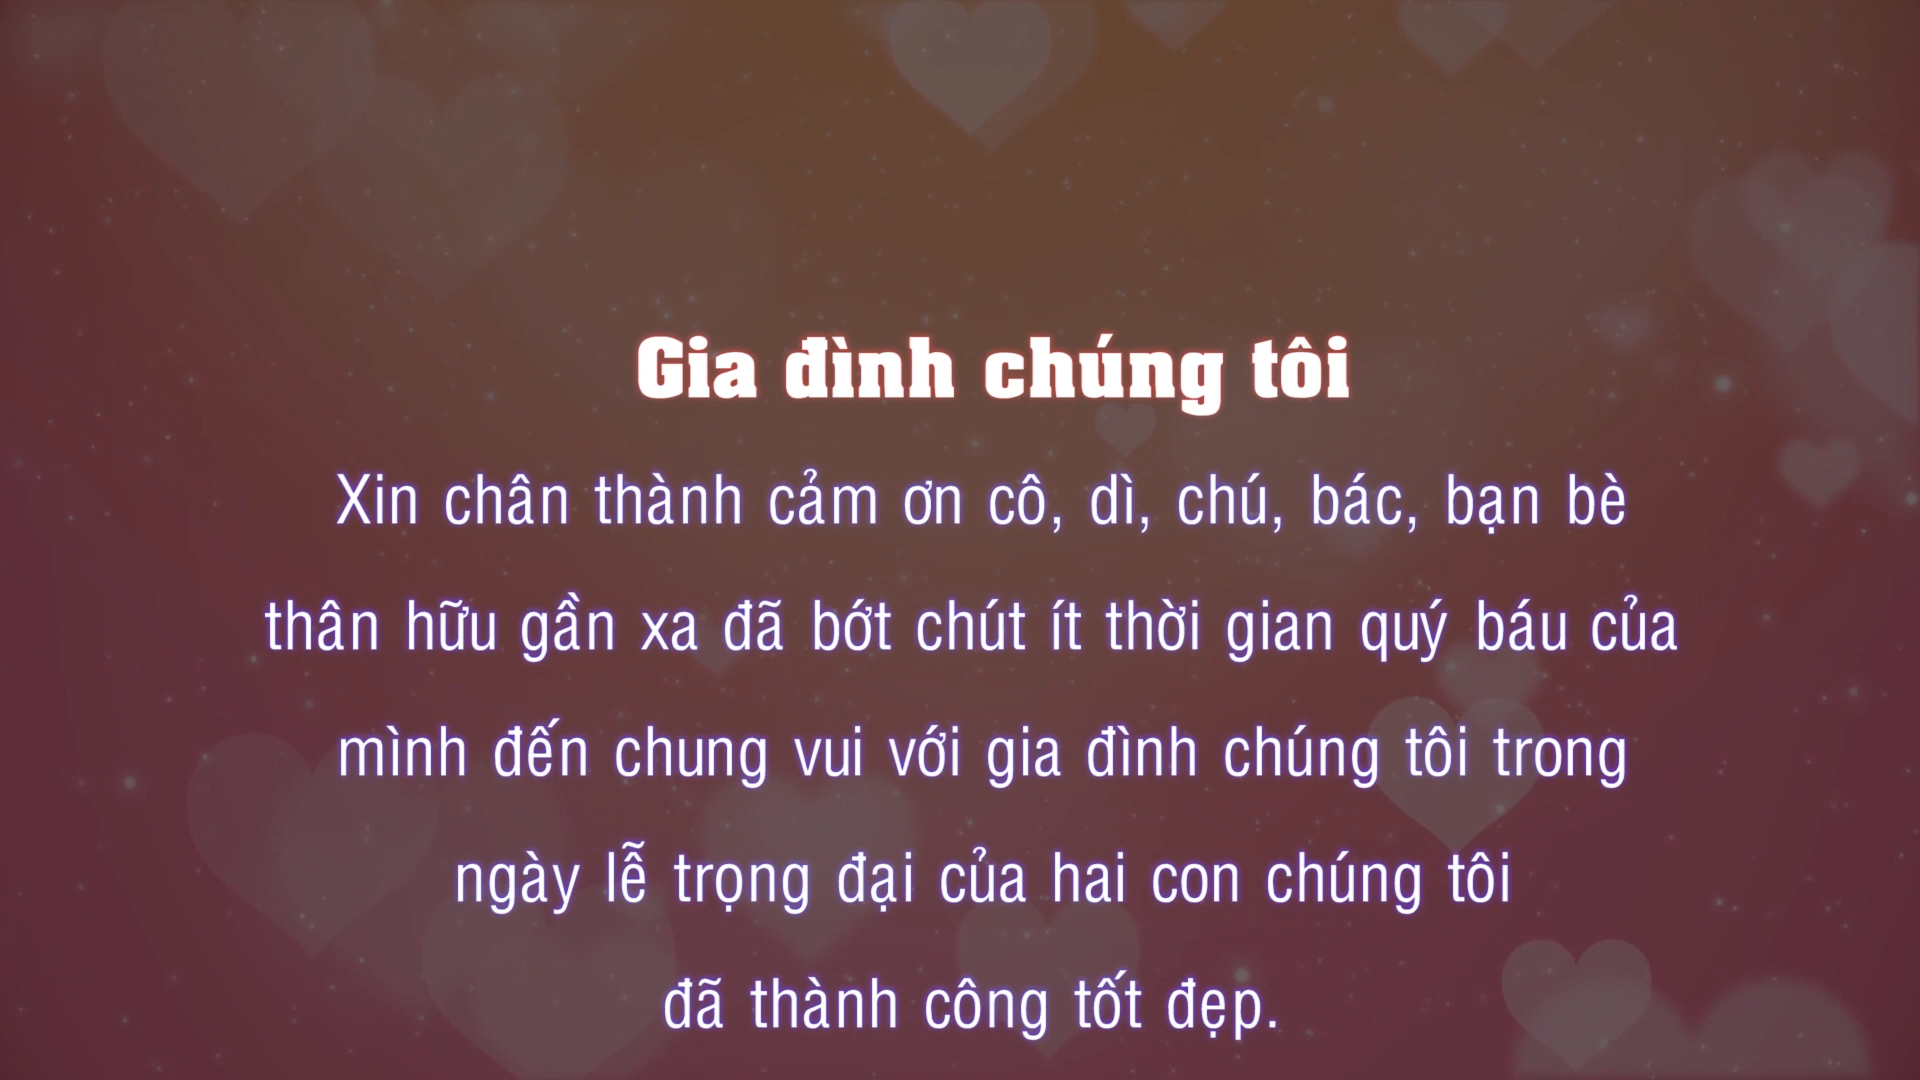 Gia đình chúng tôi
Xin chân thành cảm ơn cô, dì, chú, bác, bạn bè
thân hữu gần xa đã bớt chút ít thời gian quý báu của
mình đến chung vui với gia đình chúng tôi trong
ngày lễ trọng đại của hai con chúng tôi
đã thành công tốt đẹp.